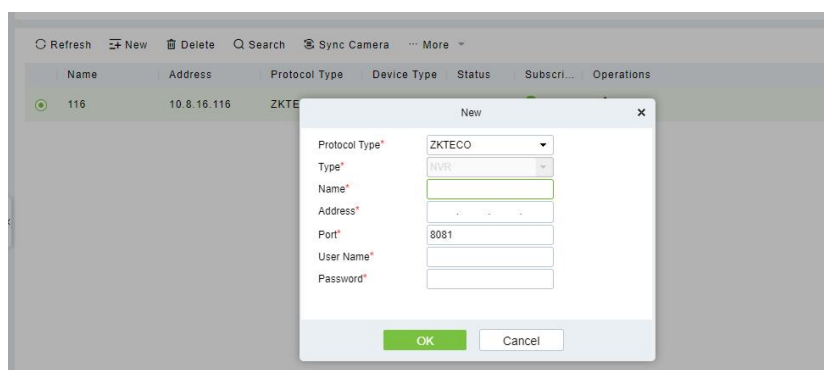 Refresh New Delete Search Sync Camera ··· More
Name Address Protocol Type Device Type Status Subscri... Operations
116 10.8.16.116 ZKTE
New
Protocol Type* ZKTECO
Type* NVR
Name*
Address* . . .
Port* 8081
User Name*
Password*
OK Cancel